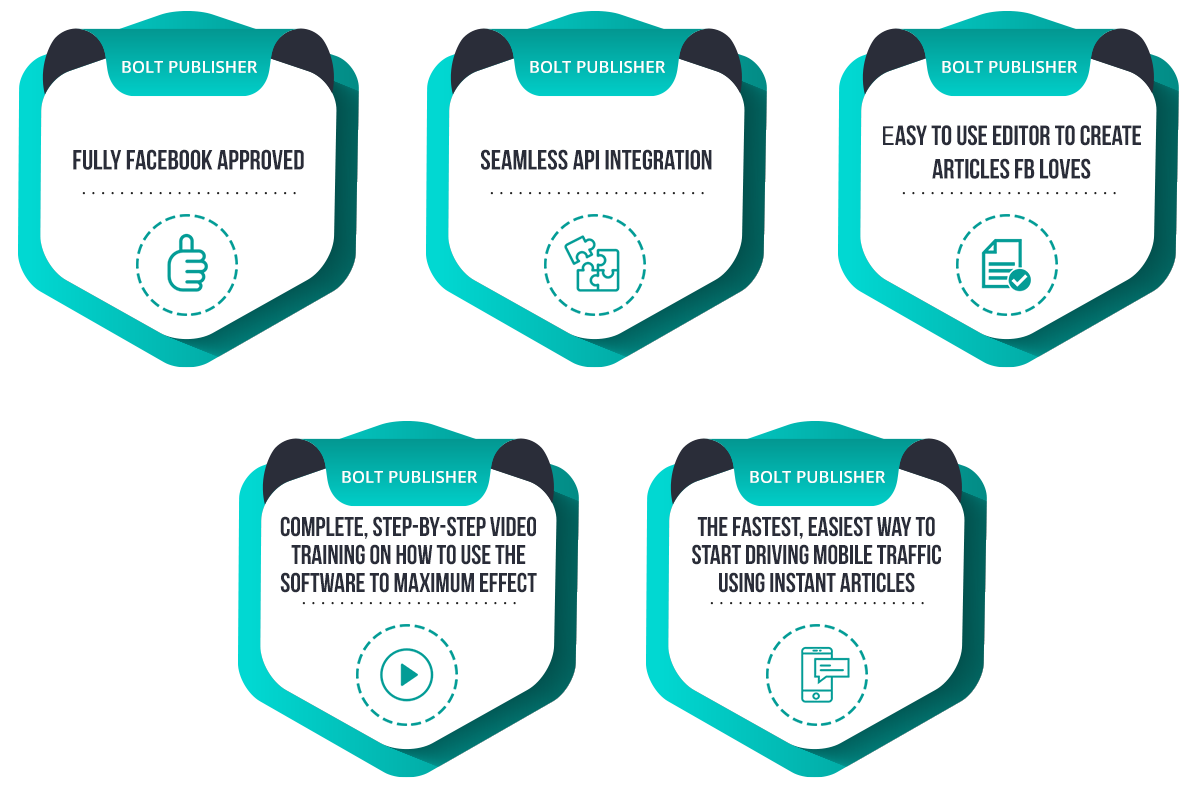 BOLT PUBLISHER
FULLY FACEBOOK APPROVED
BOLT PUBLISHER
SEAMLESS API INTEGRATION
BOLT PUBLISHER
EASY TO USE EDITOR TO CREATE
ARTICLES FB LOVES
BOLT PUBLISHER
COMPLETE, STEP-BY-STEP VIDEO
TRAINING ON HOW TO USE THE
SOFTWARE TO MAXIMUM EFFECT
BOLT PUBLISHER
THE FASTEST, EASIEST WAY TO
START DRIVING MOBILE TRAFFIC
USING INSTANT ARTICLES